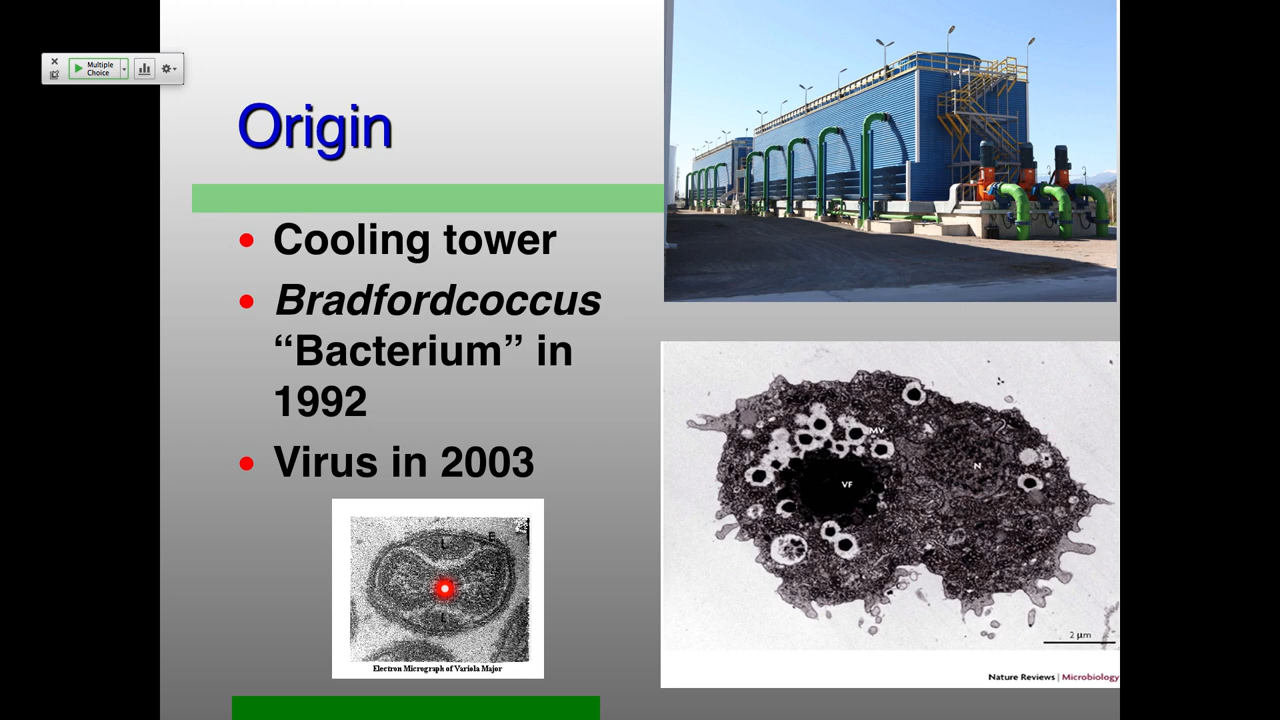 Multiple
Choice
Origin
Cooling tower
Bradfordcoccus
“Bacterium” in
1992
Virus in 2003
L
E
L
Electron Micrograph of Variola Major
MV
VF
N
2 µm
Nature Reviews | Microbiology